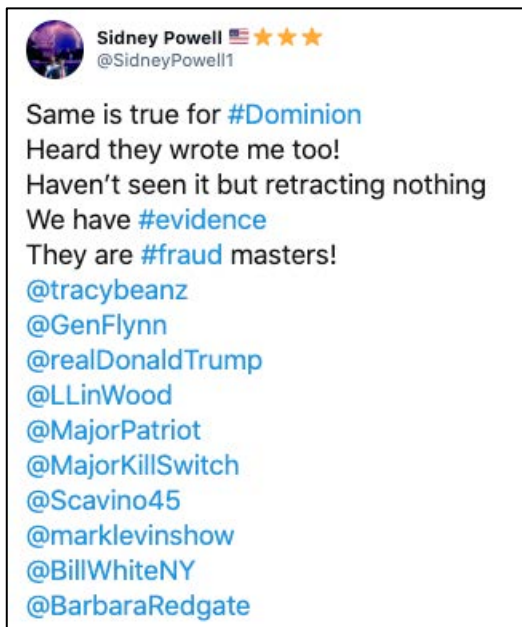 Sidney Powell 🇺🇸⭐⭐⭐
@SidneyPowell1
Same is true for #Dominion
Heard they wrote me too!
Haven't seen it but retracting nothing
We have #evidence
They are #fraud masters!
@tracybeanz
@GenFlynn
@realDonaldTrump
@LLinWood
@MajorPatriot
@MajorKillSwitch
@Scavino45
@marklevinshow
@BillWhiteNY
@BarbaraRedgate